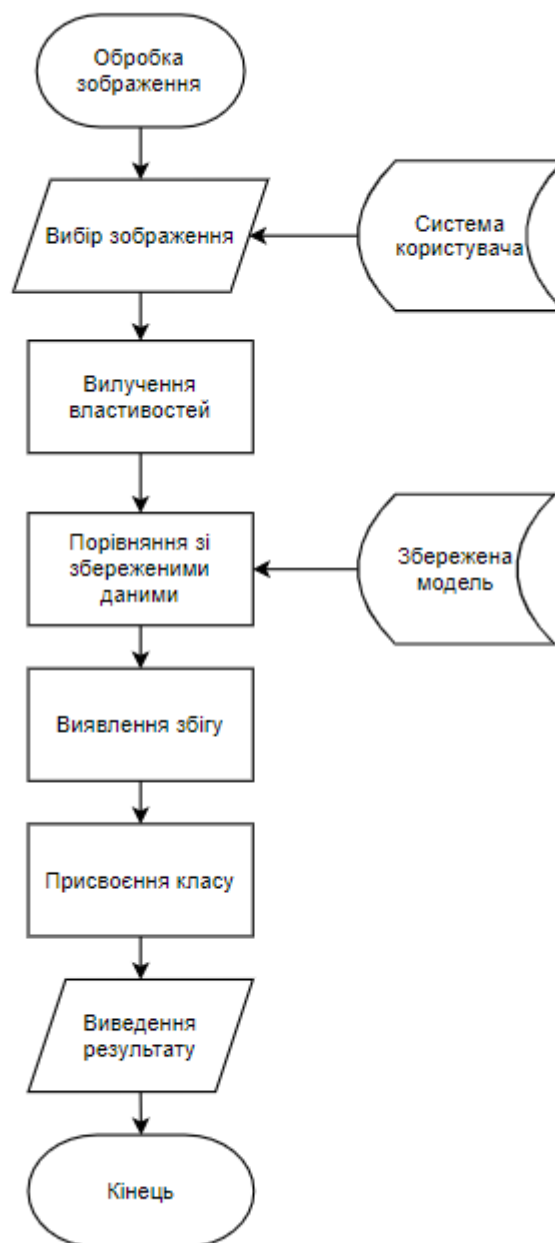 Обробка
зображення
Вибір зображення
Система
користувача
Вилучення
властивостей
Порівняння зі
збереженими
даними
Збережена
модель
Виявлення збігу
Присвоєння класу
Виведення
результату
Кінець